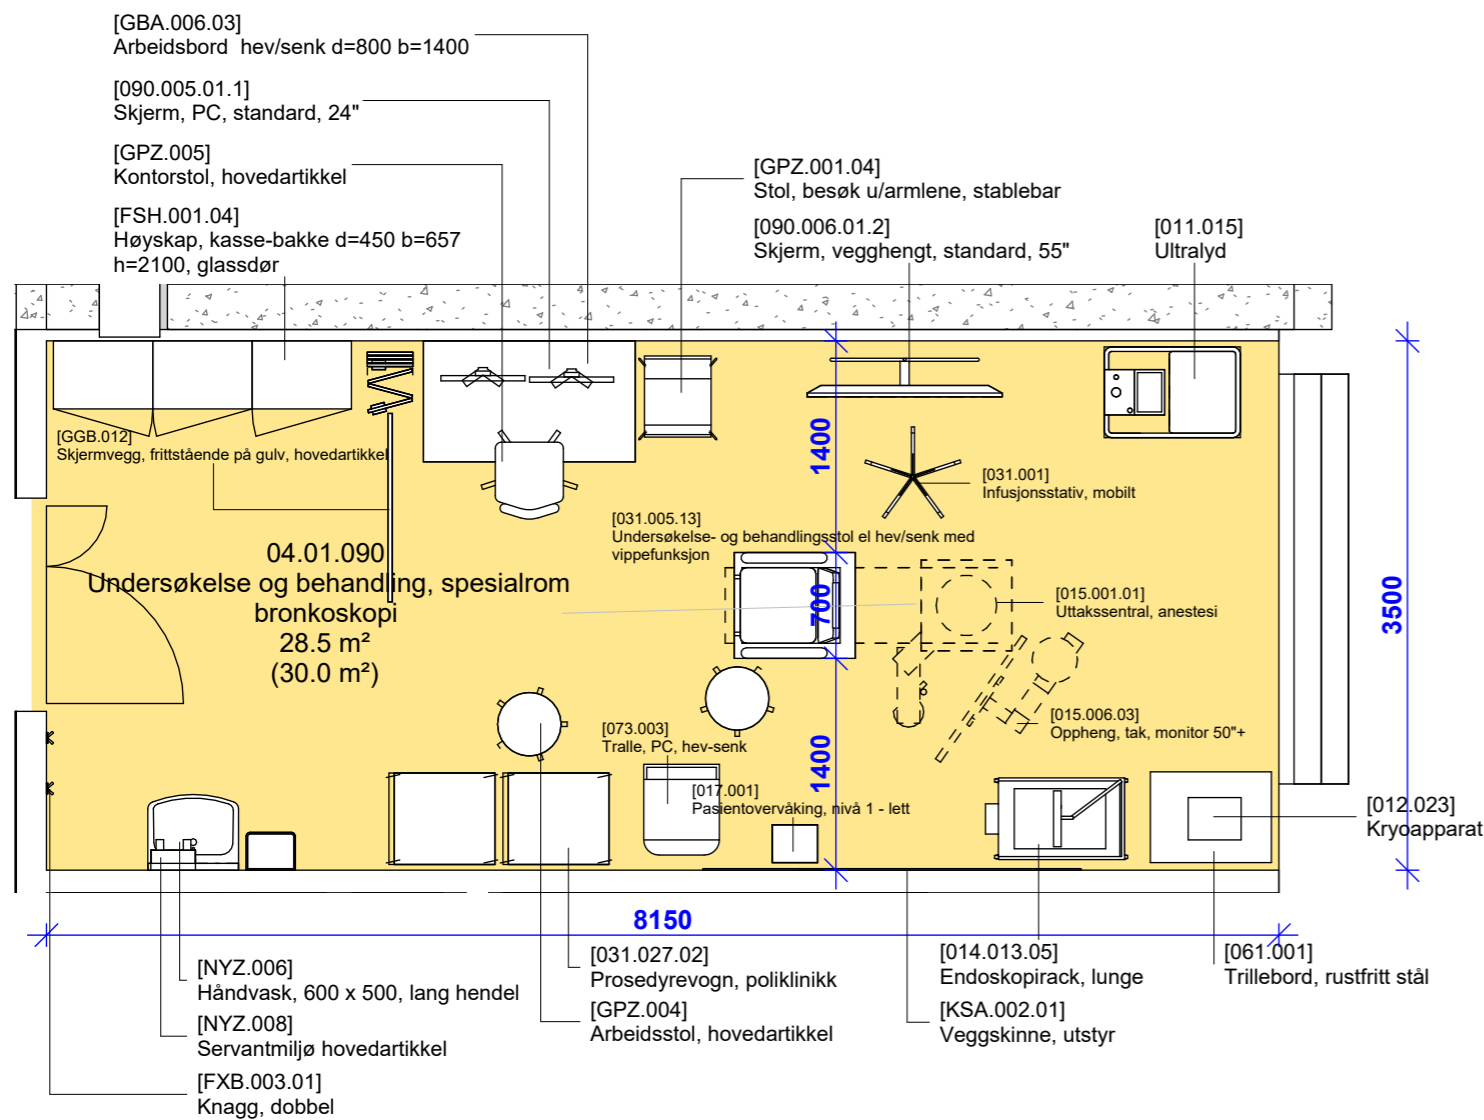 [GBA.006.03]
Arbeidsbord  hev/senk d=800 b=1400
[090.005.01.1]
Skjerm, PC, standard, 24"
[GPZ.005]
Kontorstol, hovedartikkel
[FSH.001.04]
Høyskap, kasse-bakke d=450 b=657
h=2100, glassdør
[GPZ.001.04]
Stol, besøk u/armlene, stablebar
[090.006.01.2]
Skjerm, vegghengt, standard, 55"
[011.015]
Ultralyd
[GGB.012]
Skjermvegg, frittstående på gulv, hovedartikkel
1400
[031.001]
Infusjonsstativ, mobilt
[031.005.13]
Undersøkelse- og behandlingsstol el hev/senk med
vippefunksjon
04.01.090
Undersøkelse og behandling, spesialrom
bronkoskopi
28.5 m²
(30.0 m²)
700
[015.001.01]
Uttakssentral, anestesi
3500
[015.006.03]
Oppheng, tak, monitor 50"+
[073.003]
Tralle, PC, hev-senk
1400
[017.001]
Pasientovervåking, nivå 1 - lett
[012.023]
Kryoapparat
8150
[NYZ.006]
Håndvask, 600 x 500, lang hendel
[NYZ.008]
Servantmiljø hovedartikkel
[FXB.003.01]
Knagg, dobbel
[031.027.02]
Prosedyrevogn, poliklinikk
[GPZ.004]
Arbeidsstol, hovedartikkel
[014.013.05]
Endoskopirack, lunge
[KSA.002.01]
Veggskinne, utstyr
[061.001]
Trillebord, rustfritt stål